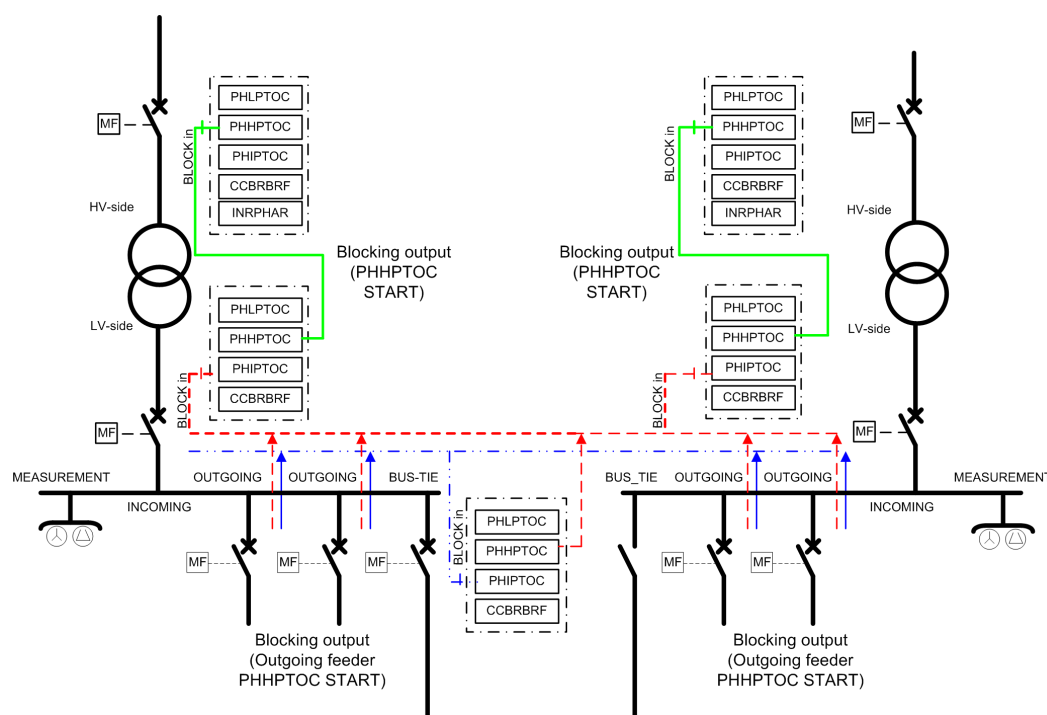 PHLPTOC
PHHPTOC
PHIPTOC
CCBRBRF
INRPHAR
BLOCK in
MF
HV-side
LV-side
Blocking output
(PHHPTOC
START)
PHLPTOC
PHHPTOC
PHIPTOC
CCBRBRF
BLOCK in
MF
PHLPTOC
PHHPTOC
PHIPTOC
CCBRBRF
INRPHAR
BLOCK in
MF
HV-side
LV-side
Blocking output
(PHHPTOC
START)
PHLPTOC
PHHPTOC
PHIPTOC
CCBRBRF
BLOCK in
MF
MEASUREMENT
OUTGOING
OUTGOING
BUS-TIE
INCOMING
BUS_TIE
OUTGOING
OUTGOING
MEASUREMENT
INCOMING
MF
MF
MF
BLOCK in
PHLPTOC
PHHPTOC
PHIPTOC
CCBRBRF
MF
MF
Blocking output
(Outgoing feeder
PHHPTOC START)
Blocking output
(Outgoing feeder
PHHPTOC START)